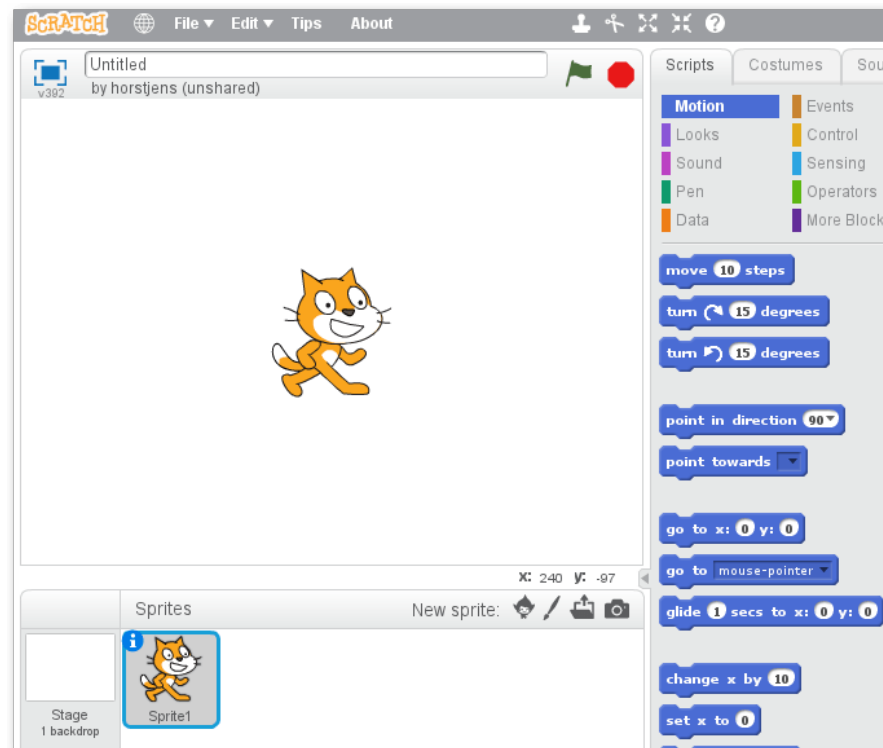 SCRATCH File Edit Tips About
Untitled
by horstjens (unshared)
v392
Scripts Costumes Sou
Motion Events
Looks Control
Sound Sensing
Pen Operators
Data More Block
move 10 steps
turn 15 degrees
turn 15 degrees
point in direction 90
point towards
go to x: 0 y: 0
go to mouse-pointer
glide 1 secs to x: 0 y: 0
change x by 10
set x to 0
X: 240 y: -97
Sprites New sprite:
Stage
1 backdrop
Sprite1